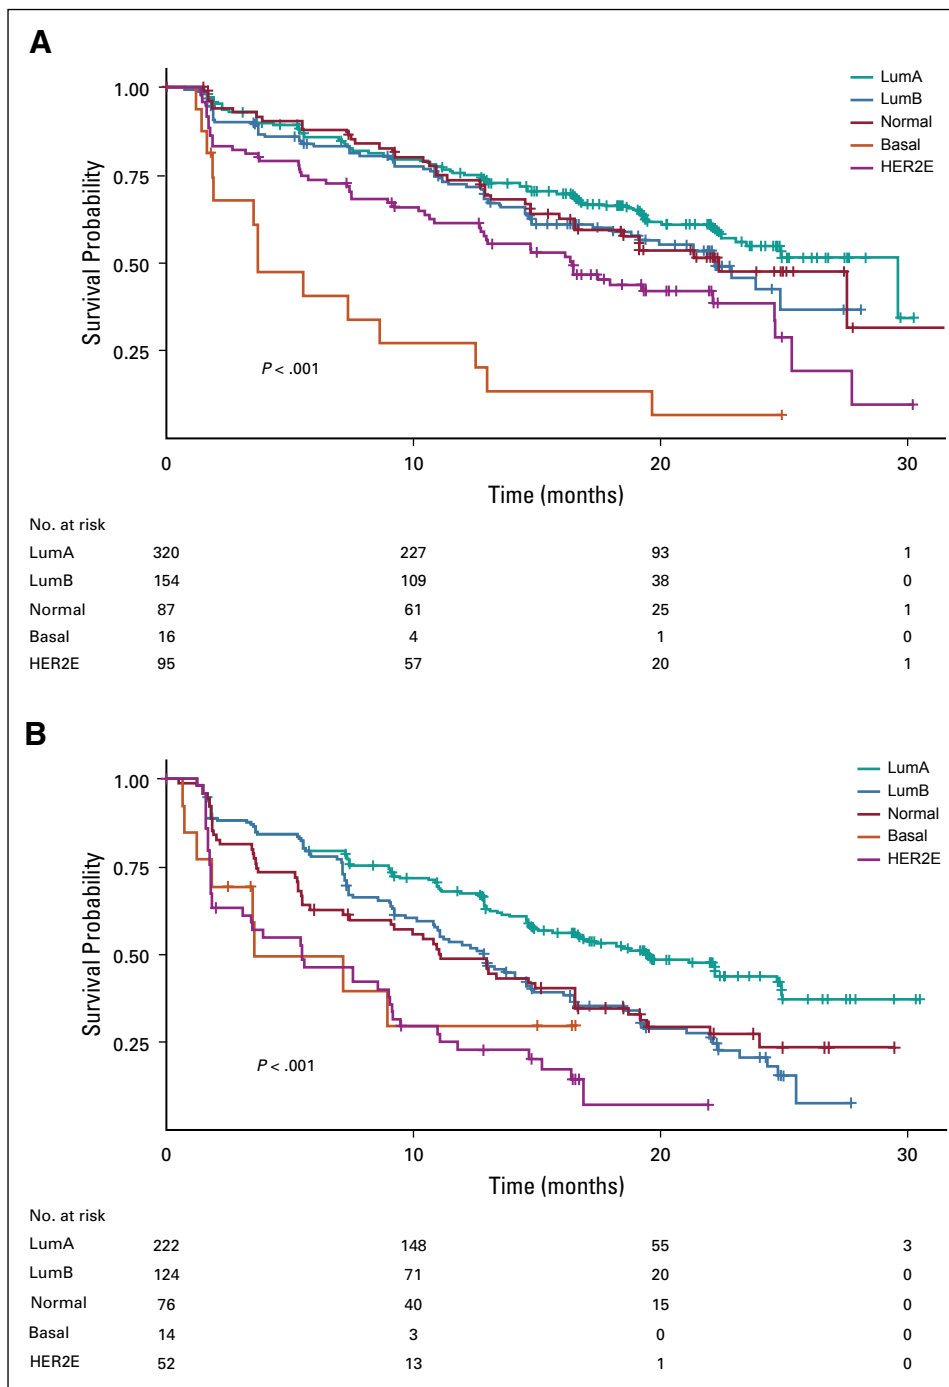 A
LumA
LumB
Normal
Basal
HER2E
1.00
0.75
0.50
0.25
Survival Probability
P < .001
0 10 20 30
Time (months)
No. at risk
LumA 320 227 93 1
LumB 154 109 38 0
Normal 87 61 25 1
Basal 16 4 1 0
HER2E 95 57 20 1
B
LumA
LumB
Normal
Basal
HER2E
1.00
0.75
0.50
0.25
Survival Probability
P < .001
0 10 20 30
Time (months)
No. at risk
LumA 222 148 55 3
LumB 124 71 20 0
Normal 76 40 15 0
Basal 14 3 0 0
HER2E 52 13 1 0